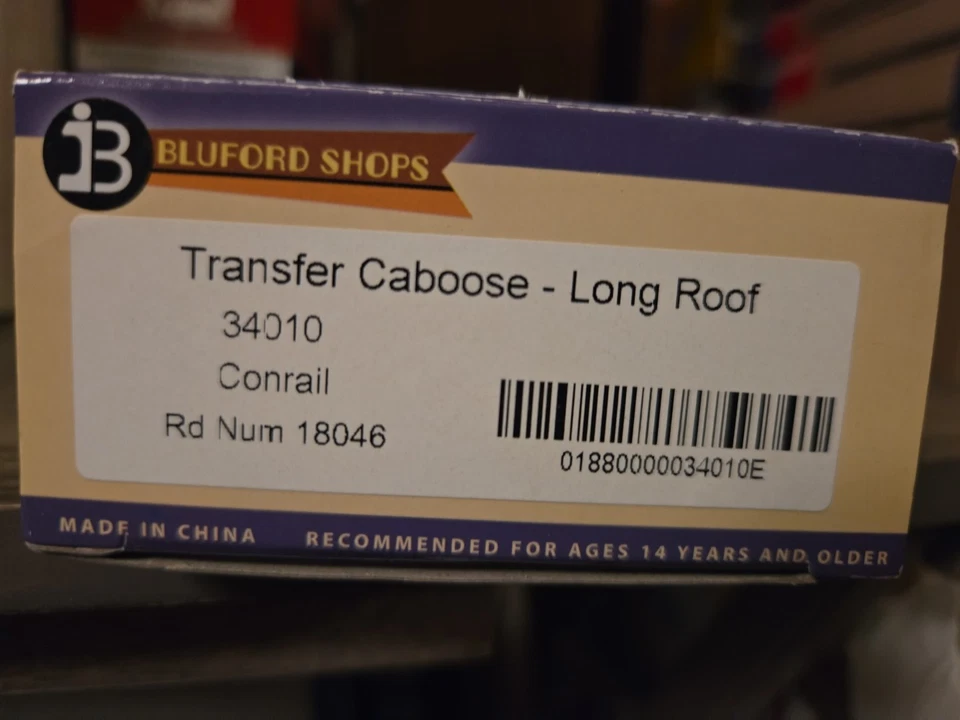 BLUFORD SHOPS
Transfer Caboose - Long Roof
34010
Conrail
Rd Num 18046
01880000034010E
MADE IN CHINA RECOMMENDED FOR AGES 14 YEARS AND OLDER